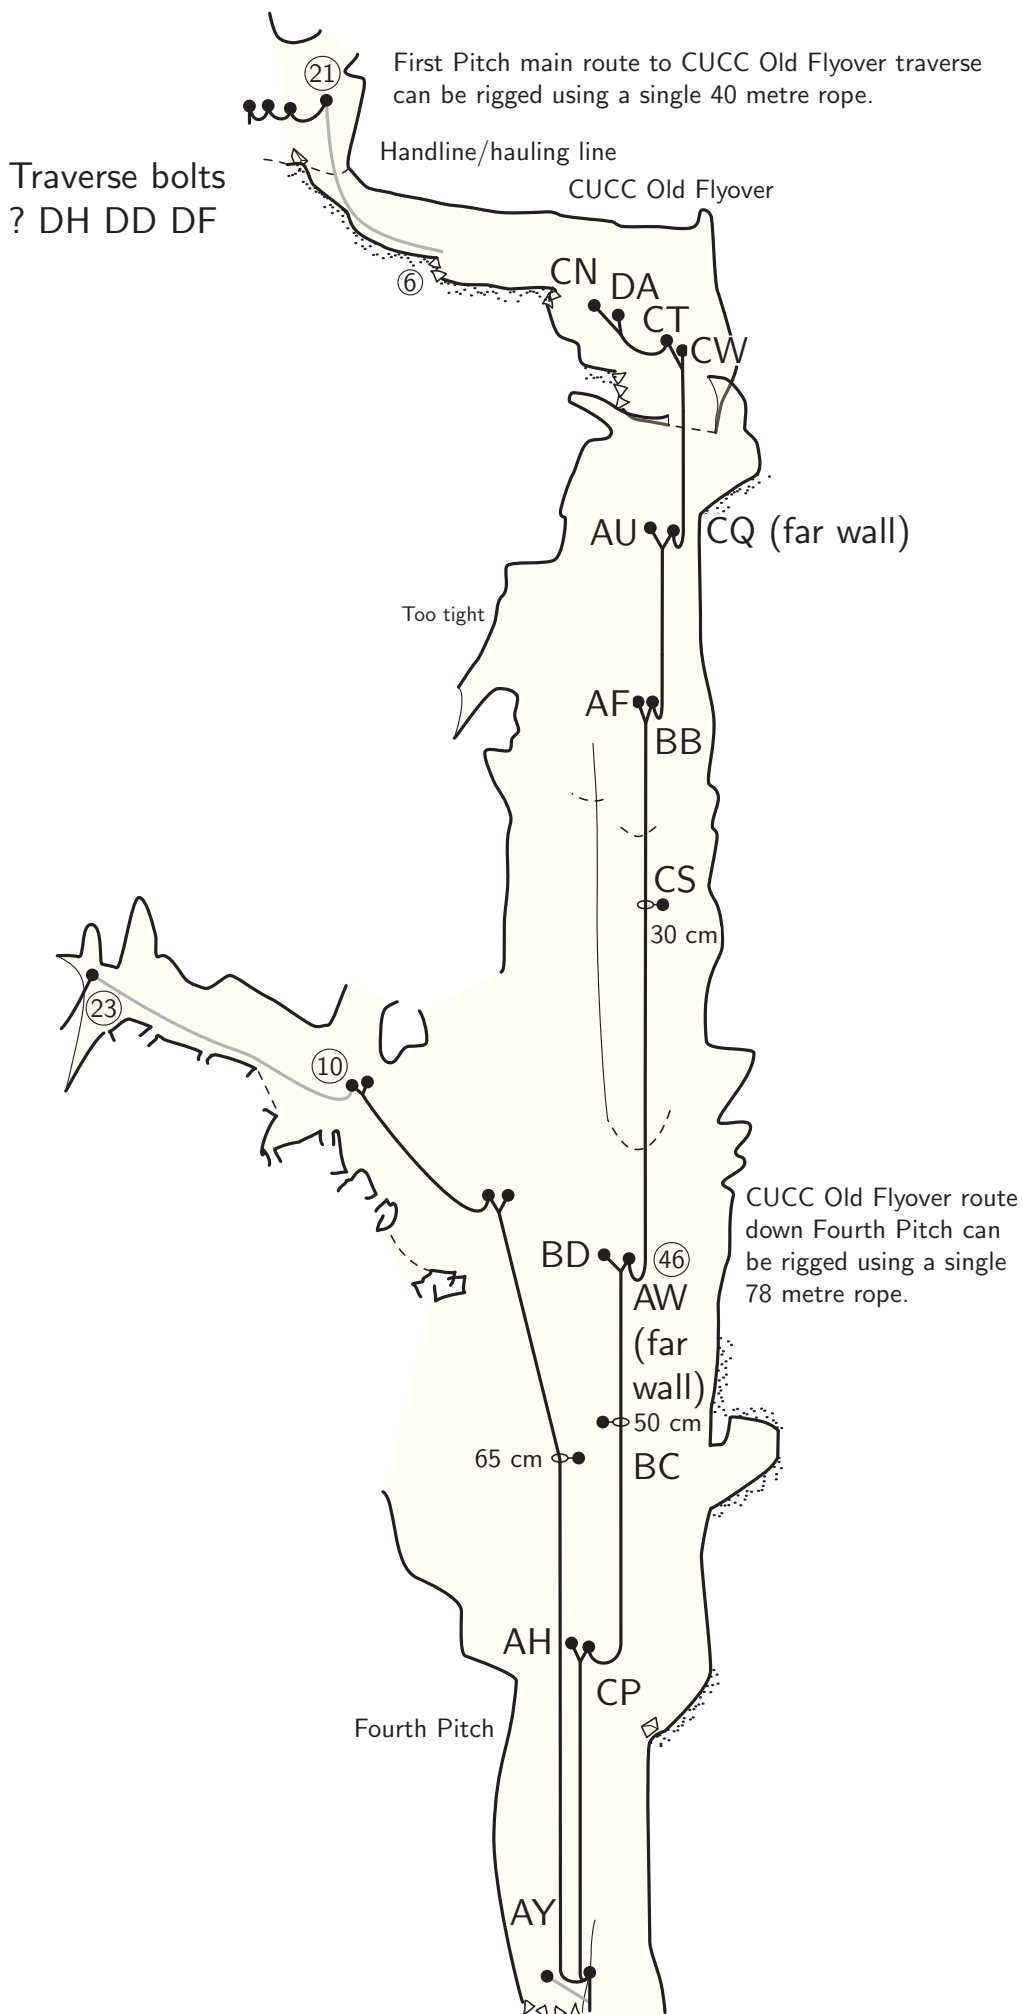 21
First Pitch main route to CUCC Old Flyover traverse
can be rigged using a single 40 metre rope.
Handline/hauling line
Traverse bolts
? DH DD DF
CUCC Old Flyover
6
CN
DA
CT
CW
AU
CQ (far wall)
Too tight
AF
BB
CS
30 cm
23
10
CUCC Old Flyover route
down Fourth Pitch can
be rigged using a single
78 metre rope.
BD
46
AW
(far
wall)
50 cm
65 cm
BC
AH
CP
Fourth Pitch
AY